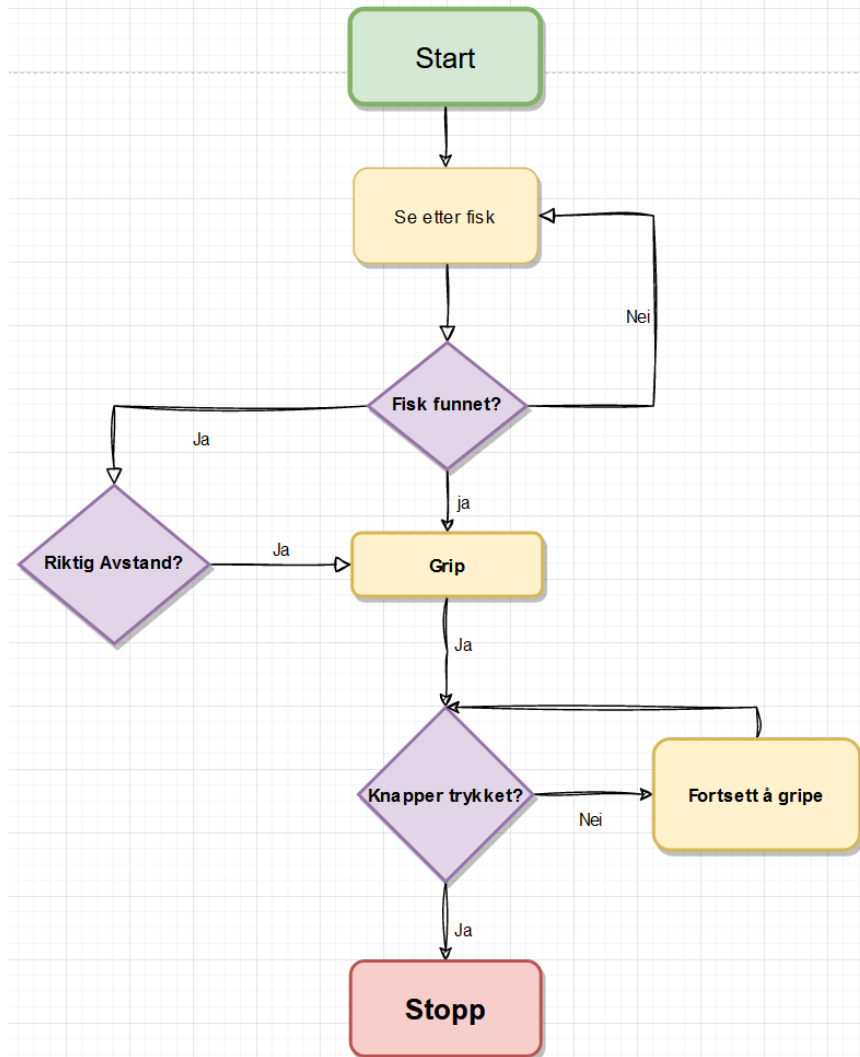 Start
Se etter fisk
Nei
Fisk funnet?
Ja
ja
Riktig Avstand?
Ja
Grip
Ja
Knapper trykket?
Nei
Fortsett å gripe
Ja
Stopp